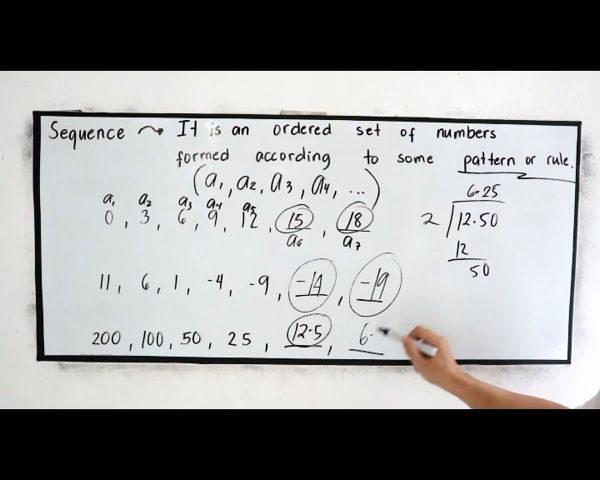 Sequence → It is an ordered set of numbers
formed according to some pattern or rule.
(a1, a2, a3, a4, ...)
a1 a2 a3 a4 a5
0, 3, 6, 9, 12, 15, 18
a6 a7
11, 6, 1, -4, -9, -14, -19
200, 100, 50, 25, 12.5, 6.
6.25
2 12.50
12
50